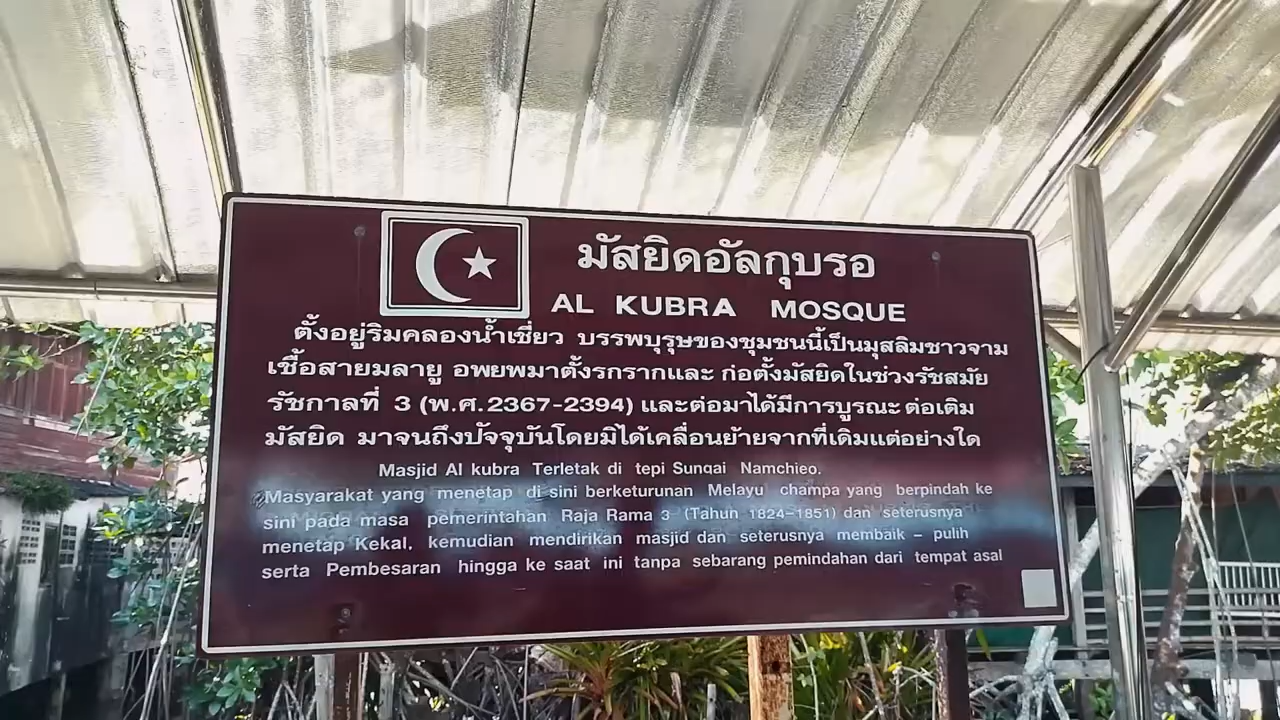 มัสยิดอัลกุบรอ
AL KUBRA MOSQUE
ตั้งอยู่ริมคลองน้ำเชี่ยว บรรพบุรุษของชุมชนนี้เป็นมุสลิมชาวจาม
เชื้อสายมลายู อพยพมาตั้งรกรากและ ก่อตั้งมัสยิดในช่วงรัชสมัย
รัชกาลที่ 3 (พ.ศ.2367-2394) และต่อมาได้มีการบูรณะ ต่อเติม
มัสยิด มาจนถึงปัจจุบันโดยมิได้เคลื่อนย้ายจากที่เดิมแต่อย่างใด
Masjid Al kubra Terletak di tepi Sungai Namchieo.
Masyarakat yang menetap di sini berketurunan Melayu champa yang berpindah ke
sini pada masa pemerintahan Raja Rama 3 (Tahun 1824-1851) dan seterusnya
menetap Kekal, kemudian mendirikan masjid dan seterusnya membaik - pulih
serta Pembesaran hingga ke saat ini tanpa sebarang pemindahan dari tempat asal